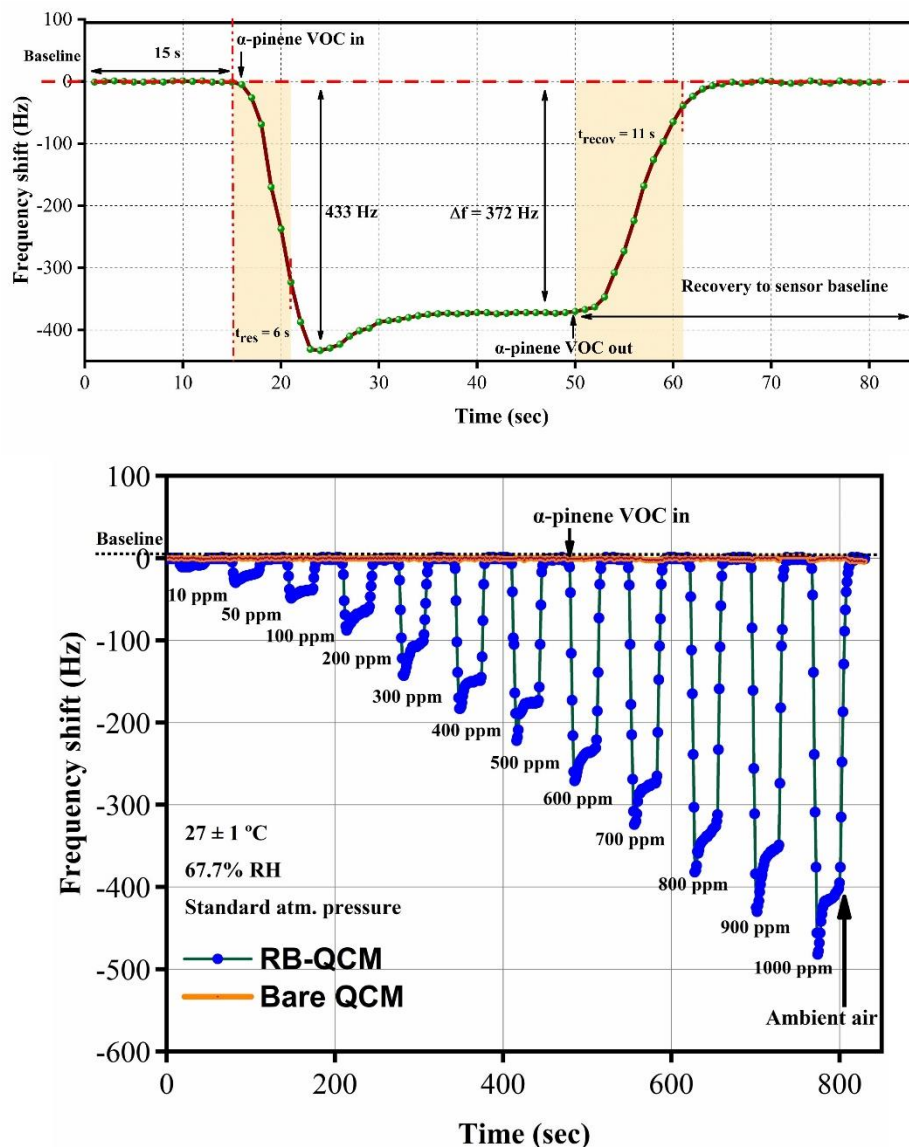 100
Baseline
0
-100
-200
-300
-400
Frequency shift (Hz)
15 s
α-pinene VOC in
433 Hz
Δf = 372 Hz
t_recov = 11 s
t_res = 6 s
Recovery to sensor baseline
α-pinene VOC out
0 10 20 30 40 50 60 70 80
Time (sec)
100
Baseline
0
-100
-200
-300
-400
-500
-600
Frequency shift (Hz)
α-pinene VOC in
10 ppm
50 ppm
100 ppm
200 ppm
300 ppm
400 ppm
500 ppm
600 ppm
700 ppm
800 ppm
900 ppm
1000 ppm
27 ± 1 ºC
67.7% RH
Standard atm. pressure
RB-QCM
Bare QCM
Ambient air
0 200 400 600 800
Time (sec)